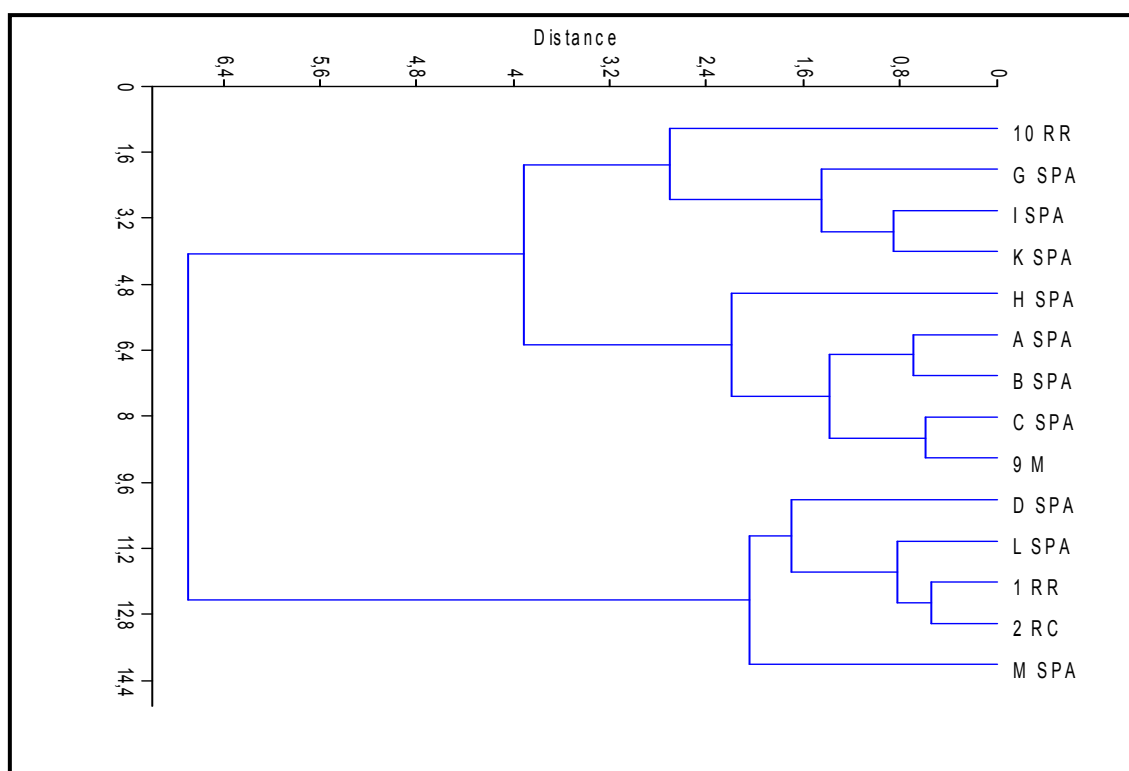 Distance
6,4 5,6 4,8 4 3,2 2,4 1,6 0,8 0
0
1,6
3,2
4,8
6,4
8
9,6
11,2
12,8
14,4
10 RR
G SPA
I SPA
K SPA
H SPA
A SPA
B SPA
C SPA
9 M
D SPA
L SPA
1 RR
2 RC
M SPA